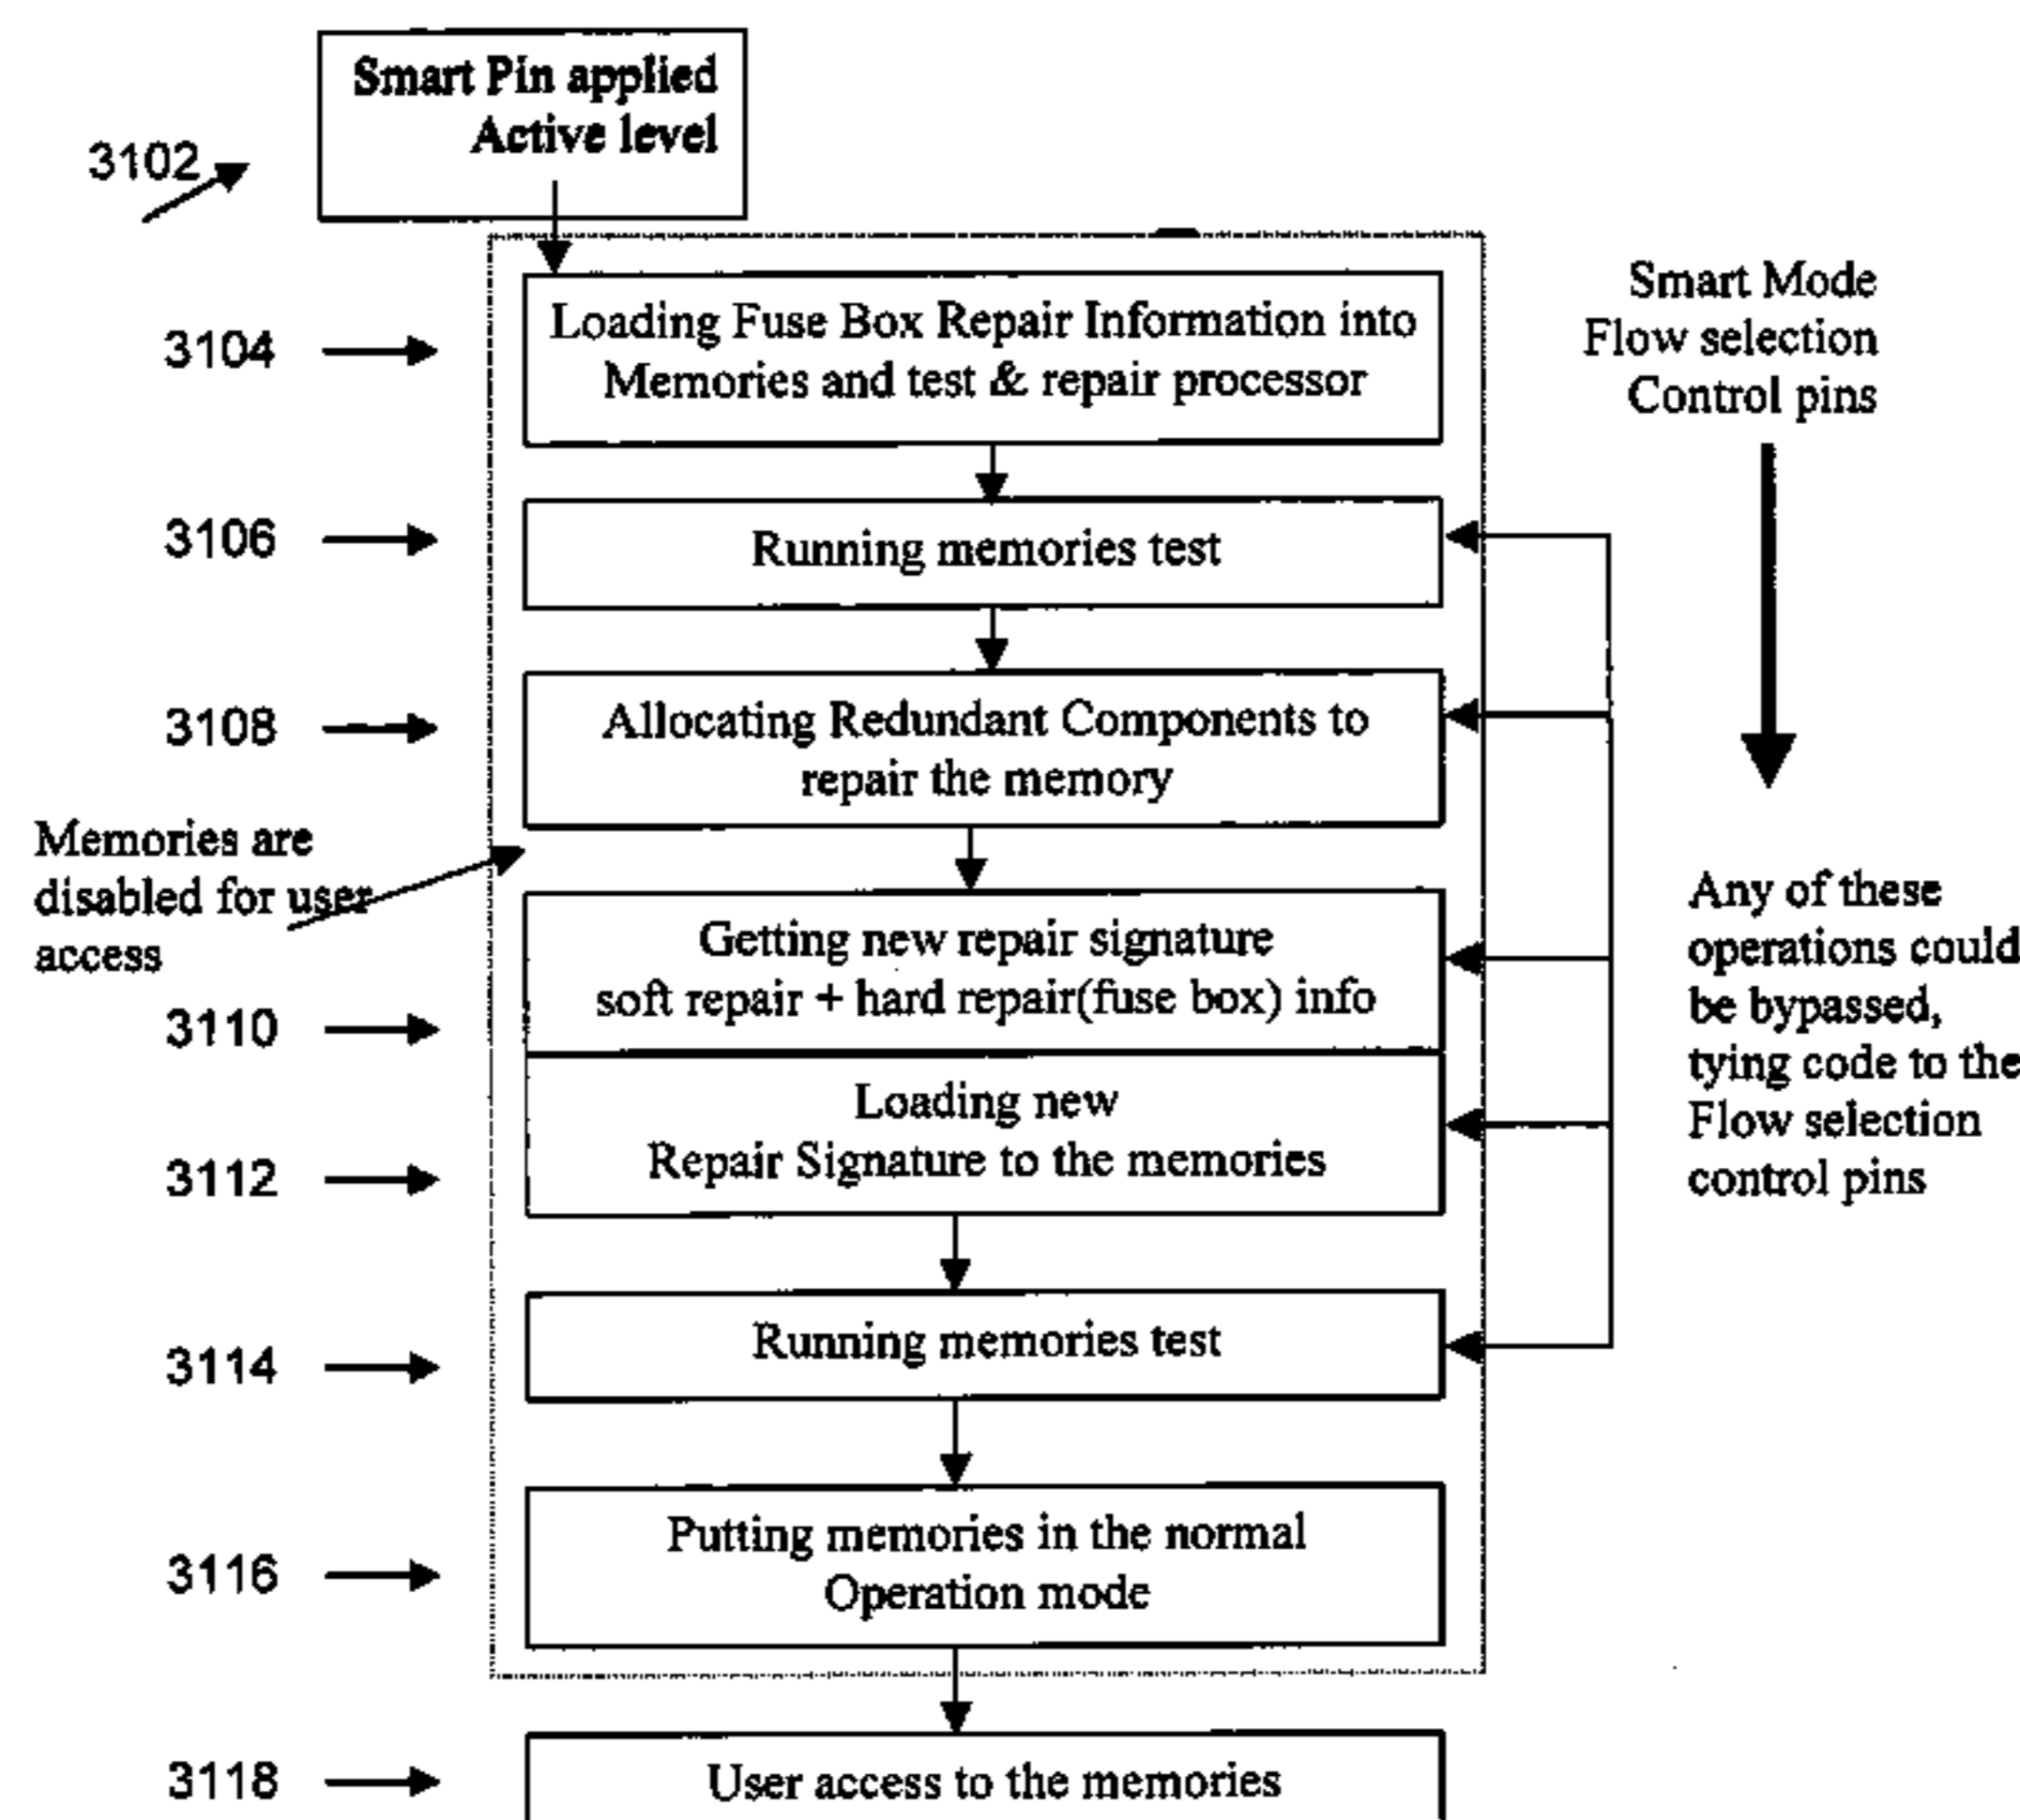 Smart Pin applied
Active level
3102
3104
Loading Fuse Box Repair Information into
Memories and test & repair processor
Smart Mode
Flow selection
Control pins
3106
Running memories test
3108
Allocating Redundant Components to
repair the memory
Memories are
disabled for user
access
Getting new repair signature
soft repair + hard repair(fuse box) info
3110
Any of these
operations could
be bypassed,
tying code to the
Flow selection
control pins
Loading new
Repair Signature to the memories
3112
3114
Running memories test
3116
Putting memories in the normal
Operation mode
3118
User access to the memories